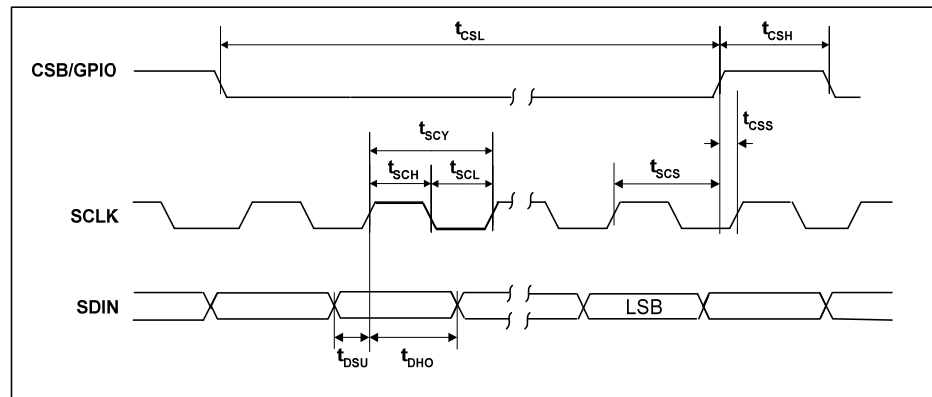 tCSL
tCSH
CSB/GPIO
tCSS
tSCY
tSCH
tSCL
tSCS
SCLK
SDIN
LSB
tDSU
tDHO